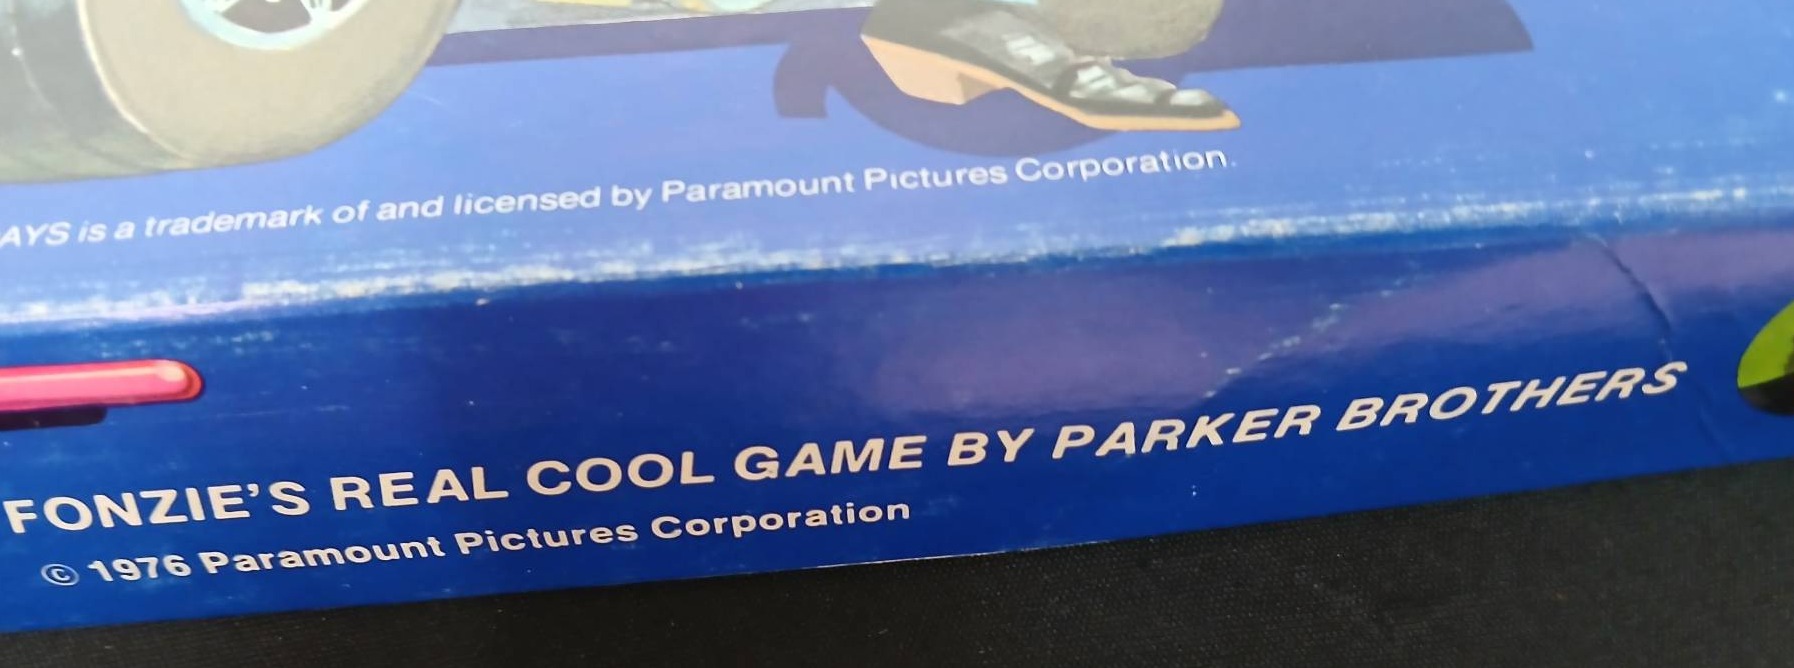 AYS is a trademark of and licensed by Paramount Pictures Corporation.
FONZIE'S REAL COOL GAME BY PARKER BROTHERS
© 1976 Paramount Pictures Corporation